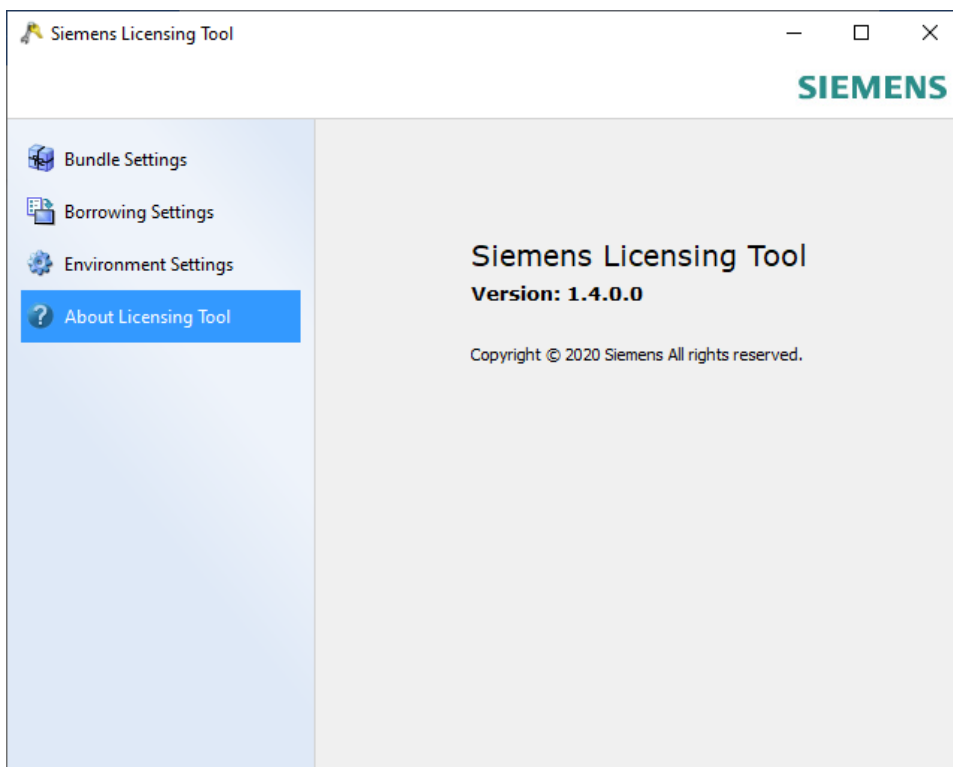 Siemens Licensing Tool
SIEMENS
Bundle Settings
Borrowing Settings
Environment Settings
About Licensing Tool
Siemens Licensing Tool
Version: 1.4.0.0
Copyright © 2020 Siemens All rights reserved.